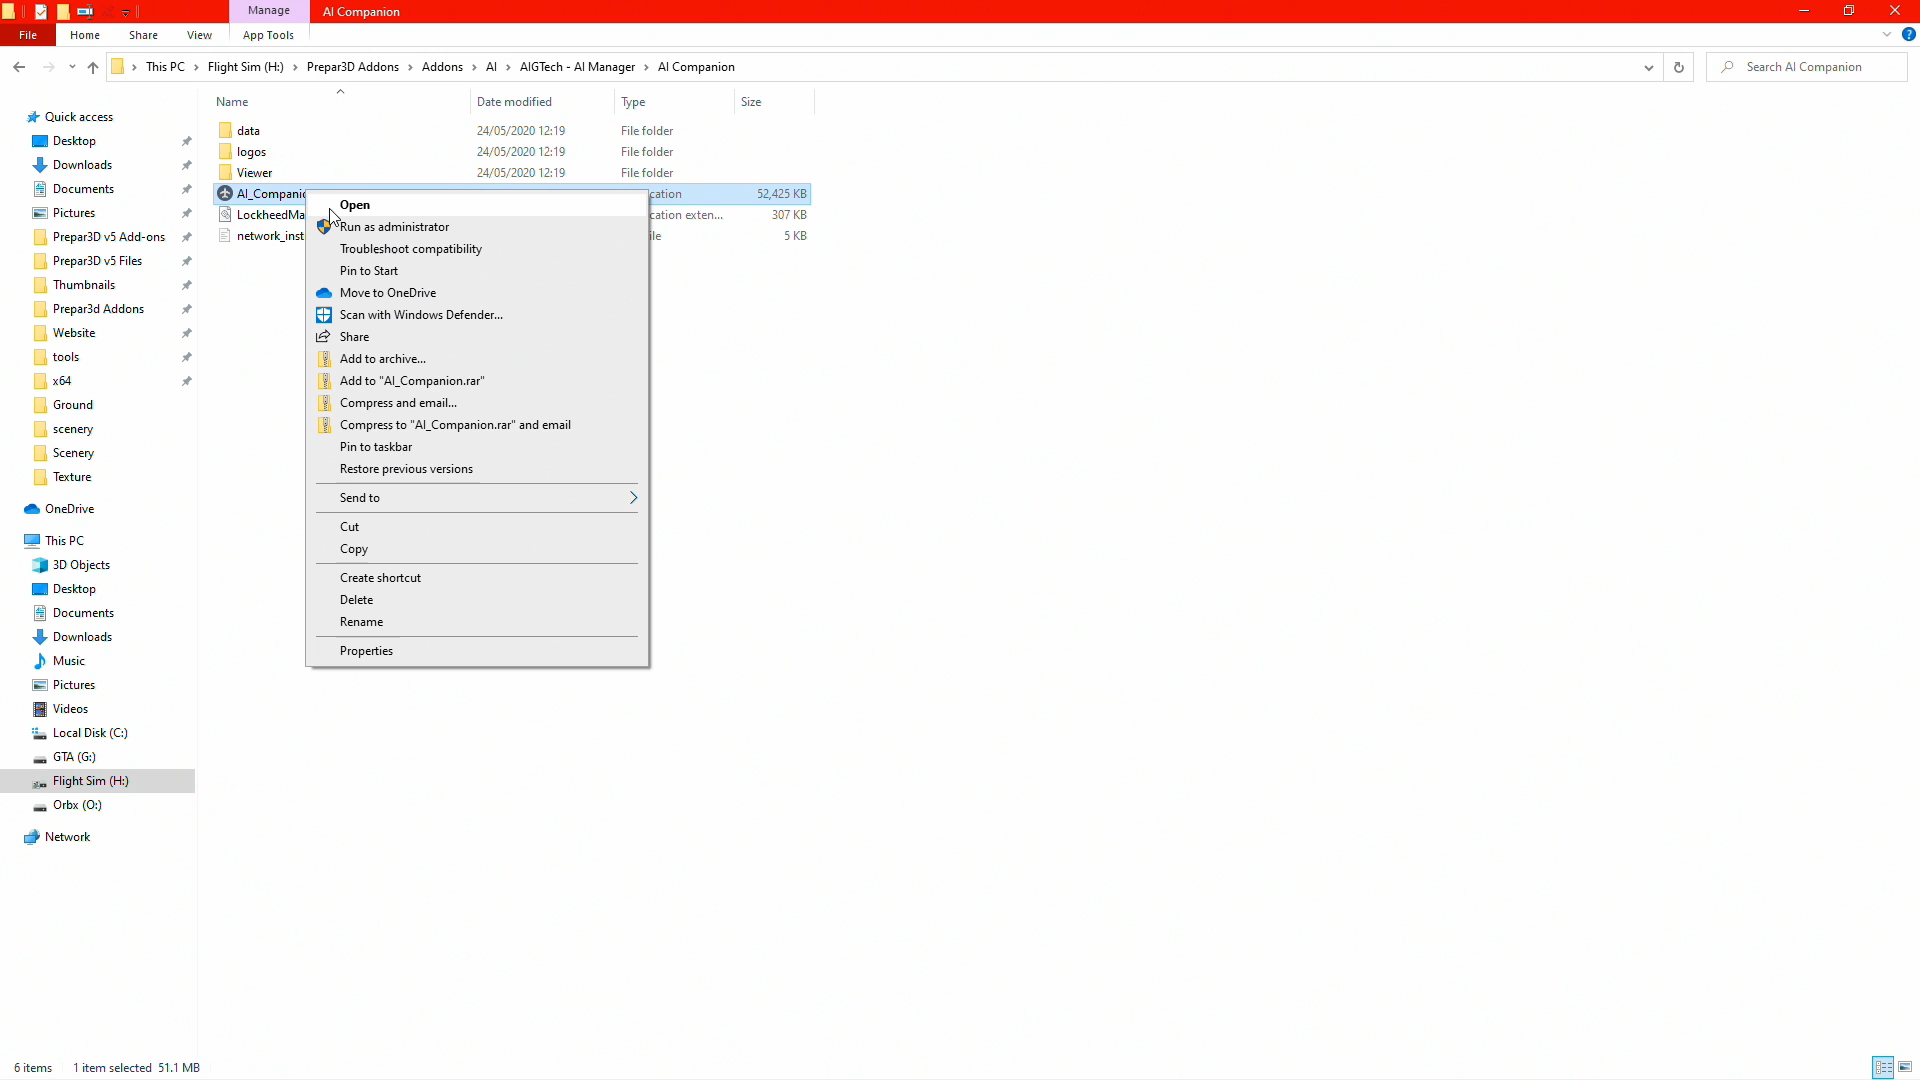 Manage
AI Companion
File
Home
Share
View
App Tools
This PC > Flight Sim (H:) > Prepar3D Addons > Addons > AI > AIGTech - AI Manager > AI Companion
Search AI Companion
Name
Date modified
Type
Size
data 24/05/2020 12:19 File folder
logos 24/05/2020 12:19 File folder
Viewer 24/05/2020 12:19 File folder
52,425 KB
307 KB
5 KB
Open
Run as administrator
Troubleshoot compatibility
Pin to Start
Move to OneDrive
Scan with Windows Defender...
Share
Add to archive...
Add to "AI_Companion.rar"
Compress and email...
Compress to "AI_Companion.rar" and email
Pin to taskbar
Restore previous versions
Send to
Cut
Copy
Create shortcut
Delete
Rename
Properties
Quick access
Desktop
Downloads
Documents
Pictures
Prepar3D v5 Add-ons
Prepar3D v5 Files
Thumbnails
Prepar3d Addons
Website
tools
x64
Ground
scenery
Scenery
Texture
OneDrive
This PC
3D Objects
Desktop
Documents
Downloads
Music
Pictures
Videos
Local Disk (C:)
GTA (G:)
Flight Sim (H:)
Orbx (O:)
Network
6 items
1 item selected 51.1 MB